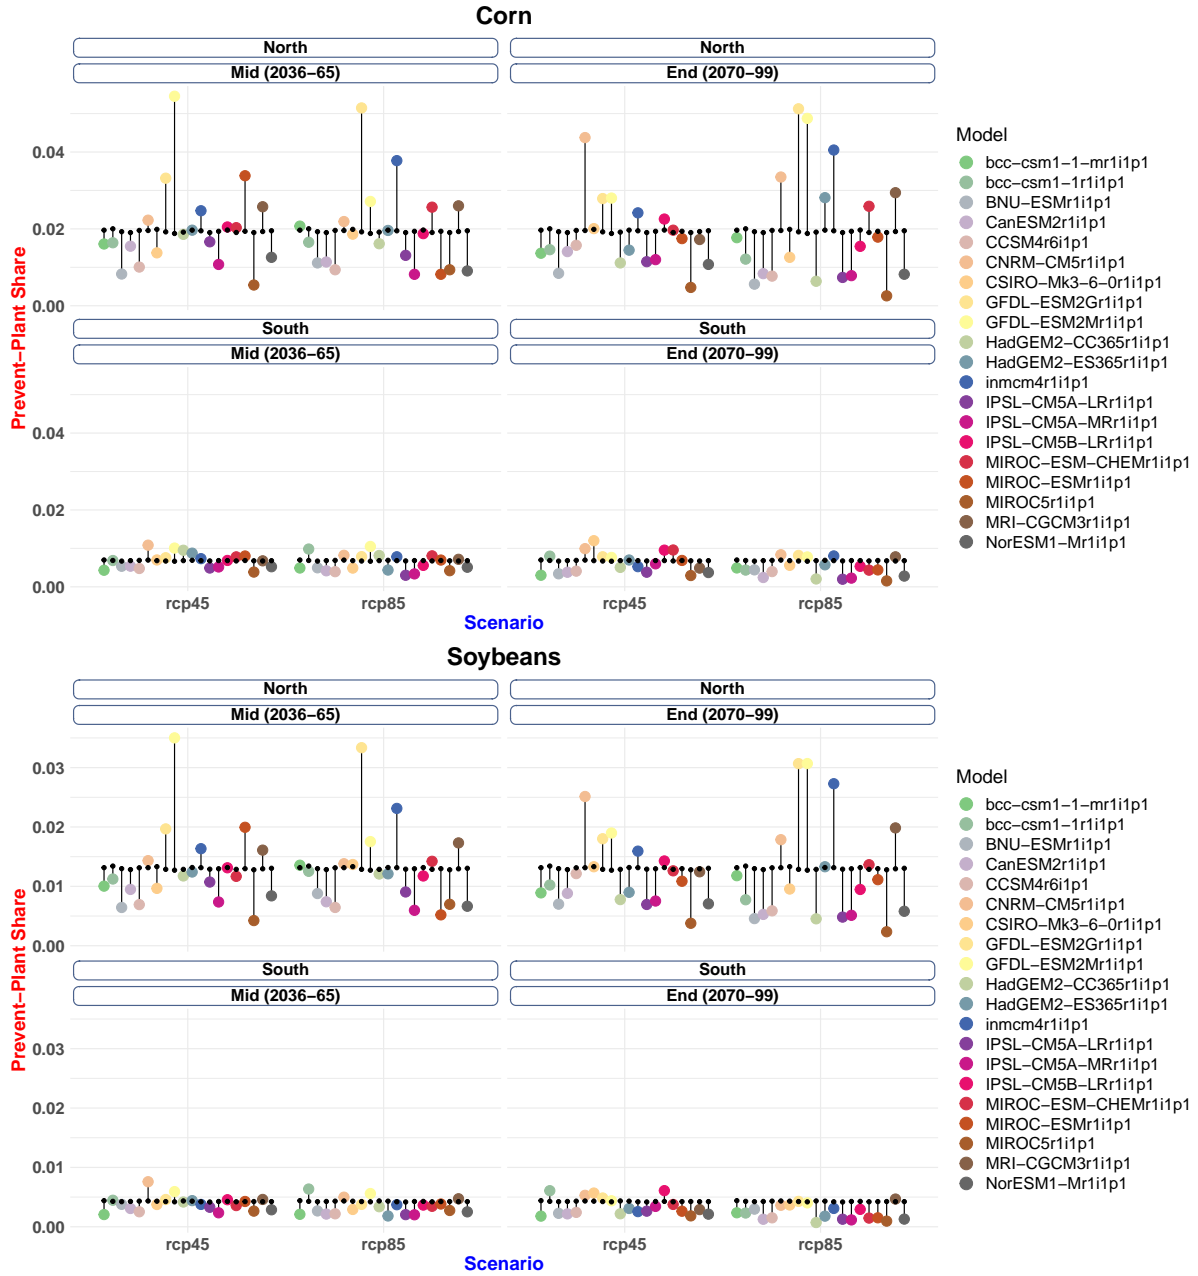 Corn
North
North
Mid (2036–65)
End (2070–99)
0.04
0.02
0.00
South
South
Mid (2036–65)
End (2070–99)
0.04
0.02
0.00
rcp45
rcp85
rcp45
rcp85
Prevent–Plant Share
Scenario
Model
bcc–csm1–1–mr1i1p1
bcc–csm1–1r1i1p1
BNU–ESMr1i1p1
CanESM2r1i1p1
CCSM4r6i1p1
CNRM–CM5r1i1p1
CSIRO–Mk3–6–0r1i1p1
GFDL–ESM2Gr1i1p1
GFDL–ESM2Mr1i1p1
HadGEM2–CC365r1i1p1
HadGEM2–ES365r1i1p1
inmcm4r1i1p1
IPSL–CM5A–LRr1i1p1
IPSL–CM5A–MRr1i1p1
IPSL–CM5B–LRr1i1p1
MIROC–ESM–CHEMr1i1p1
MIROC–ESMr1i1p1
MIROC5r1i1p1
MRI–CGCM3r1i1p1
NorESM1–Mr1i1p1
Soybeans
North
North
Mid (2036–65)
End (2070–99)
0.03
0.02
0.01
0.00
South
South
Mid (2036–65)
End (2070–99)
0.03
0.02
0.01
0.00
rcp45
rcp85
rcp45
rcp85
Prevent–Plant Share
Scenario
Model
bcc–csm1–1–mr1i1p1
bcc–csm1–1r1i1p1
BNU–ESMr1i1p1
CanESM2r1i1p1
CCSM4r6i1p1
CNRM–CM5r1i1p1
CSIRO–Mk3–6–0r1i1p1
GFDL–ESM2Gr1i1p1
GFDL–ESM2Mr1i1p1
HadGEM2–CC365r1i1p1
HadGEM2–ES365r1i1p1
inmcm4r1i1p1
IPSL–CM5A–LRr1i1p1
IPSL–CM5A–MRr1i1p1
IPSL–CM5B–LRr1i1p1
MIROC–ESM–CHEMr1i1p1
MIROC–ESMr1i1p1
MIROC5r1i1p1
MRI–CGCM3r1i1p1
NorESM1–Mr1i1p1